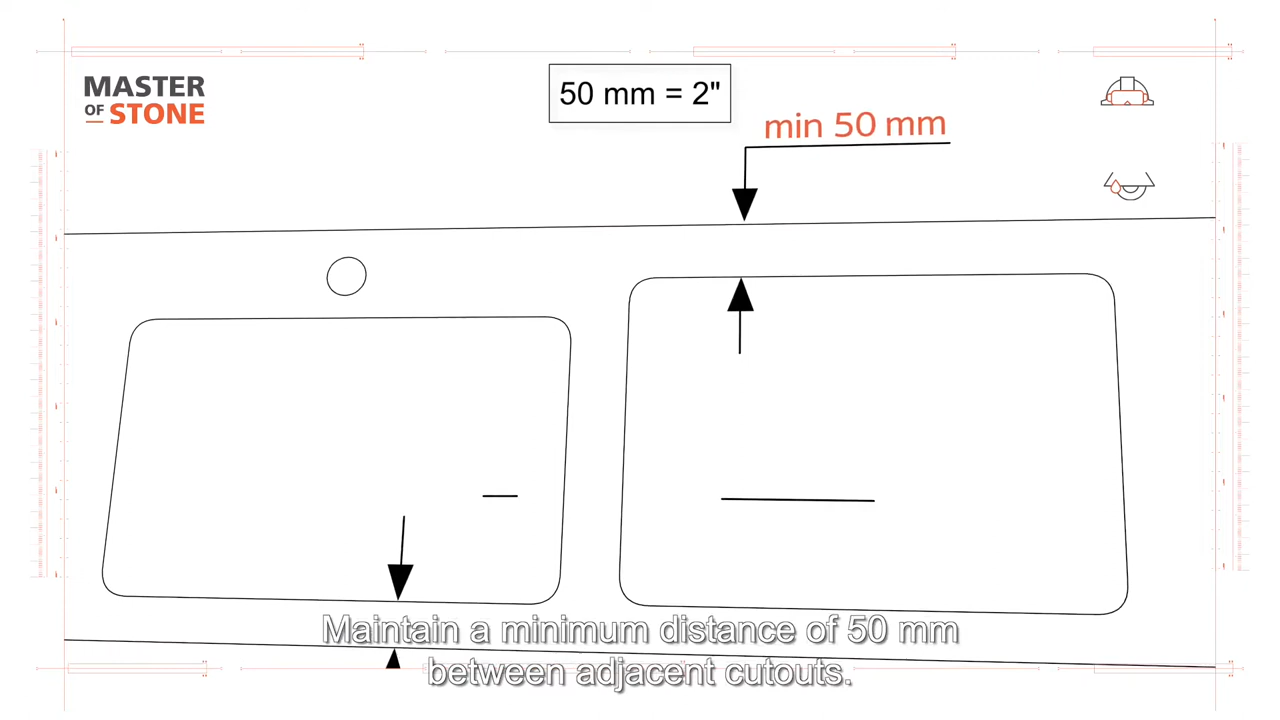 MASTER
OF STONE
50 mm = 2"
min 50 mm
Maintain a minimum distance of 50 mm
between adjacent cutouts.